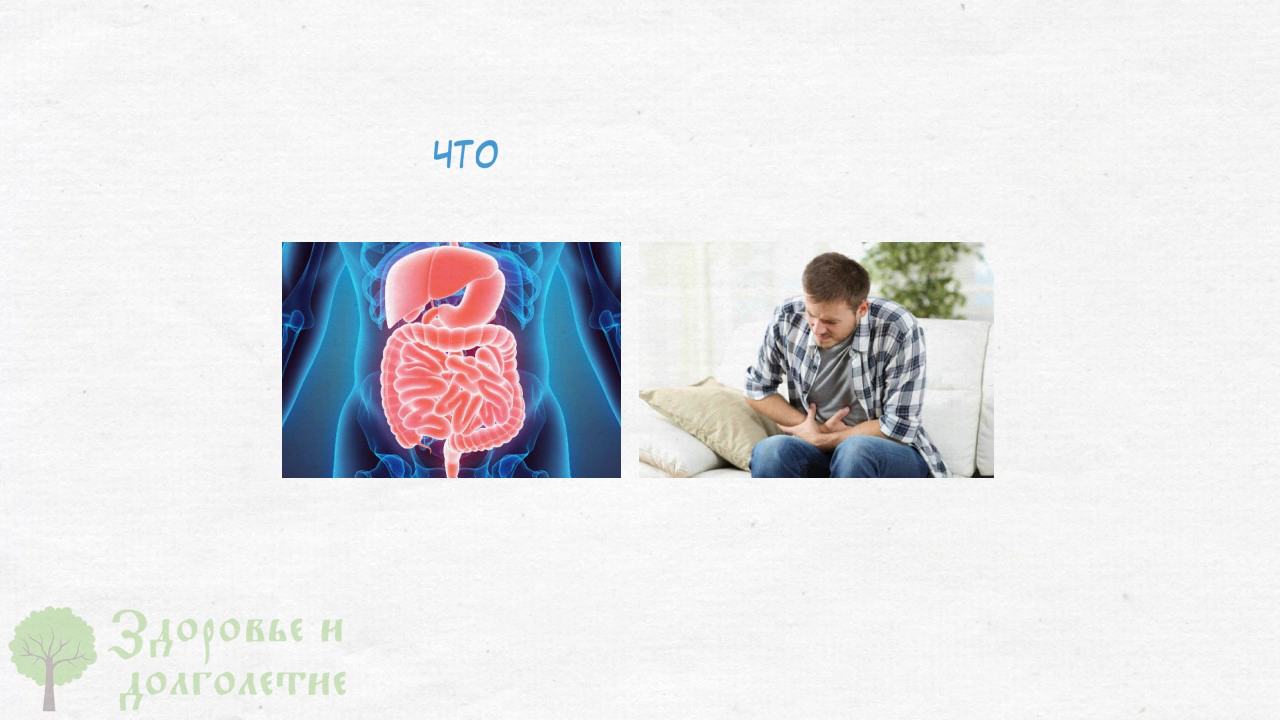 ЧТО
Здоровье и
долголетие